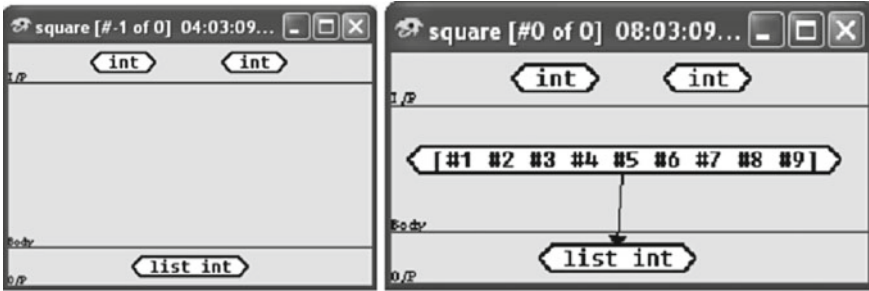 square [#-1 of 0] 04:03:09...
int int
I/P
Body
list int
O/P
square [#0 of 0] 08:03:09...
int int
I/P
[#1 #2 #3 #4 #5 #6 #7 #8 #9]
Body
list int
O/P